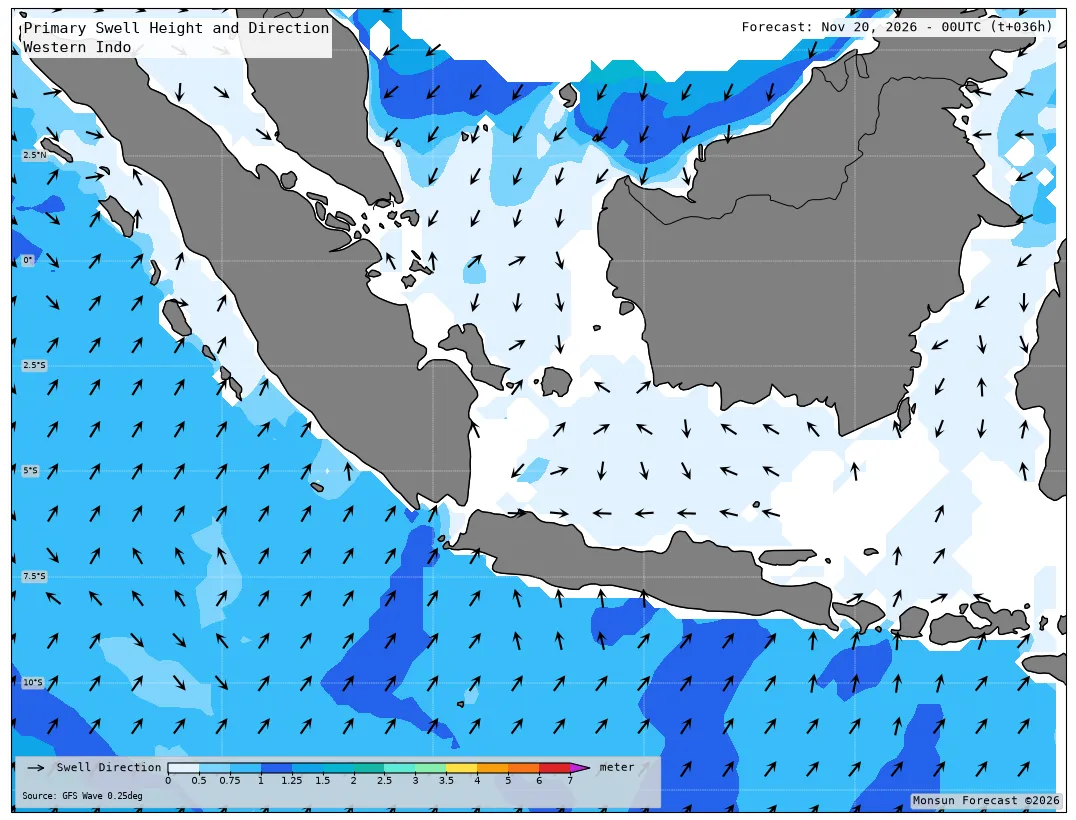 Primary Swell Height and Direction
Western Indo
Forecast: Nov 20, 2026 - 00UTC (t+036h)
2.5°N
0°
2.5°S
5°S
7.5°S
10°S
Swell Direction
meter
0 0.5 0.75 1 1.25 1.5 2 2.5 3 3.5 4 5 6 7
Source: GFS Wave 0.25deg
Monsun Forecast ©2026